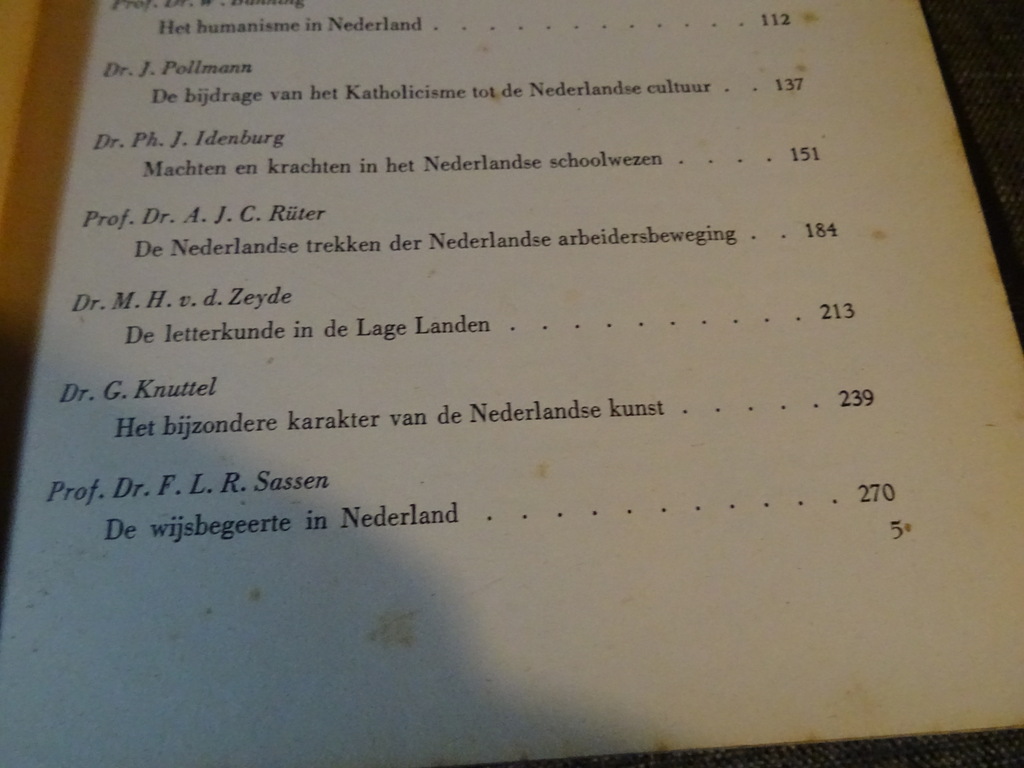 Prof. Dr. W. Banning
Het humanisme in Nederland . . . . . . . . . . . . 112
Dr. J. Pollmann
De bijdrage van het Katholicisme tot de Nederlandse cultuur . . 137
Dr. Ph. J. Idenburg
Machten en krachten in het Nederlandse schoolwezen . . . . 151
Prof. Dr. A. J. C. Rüter
De Nederlandse trekken der Nederlandse arbeidersbeweging . . 184
Dr. M. H. v. d. Zeyde
De letterkunde in de Lage Landen . . . . . . . . . . 213
Dr. G. Knuttel
Het bijzondere karakter van de Nederlandse kunst . . . . . 239
Prof. Dr. F. L. R. Sassen
De wijsbegeerte in Nederland . . . . . . . . . . . 270
5